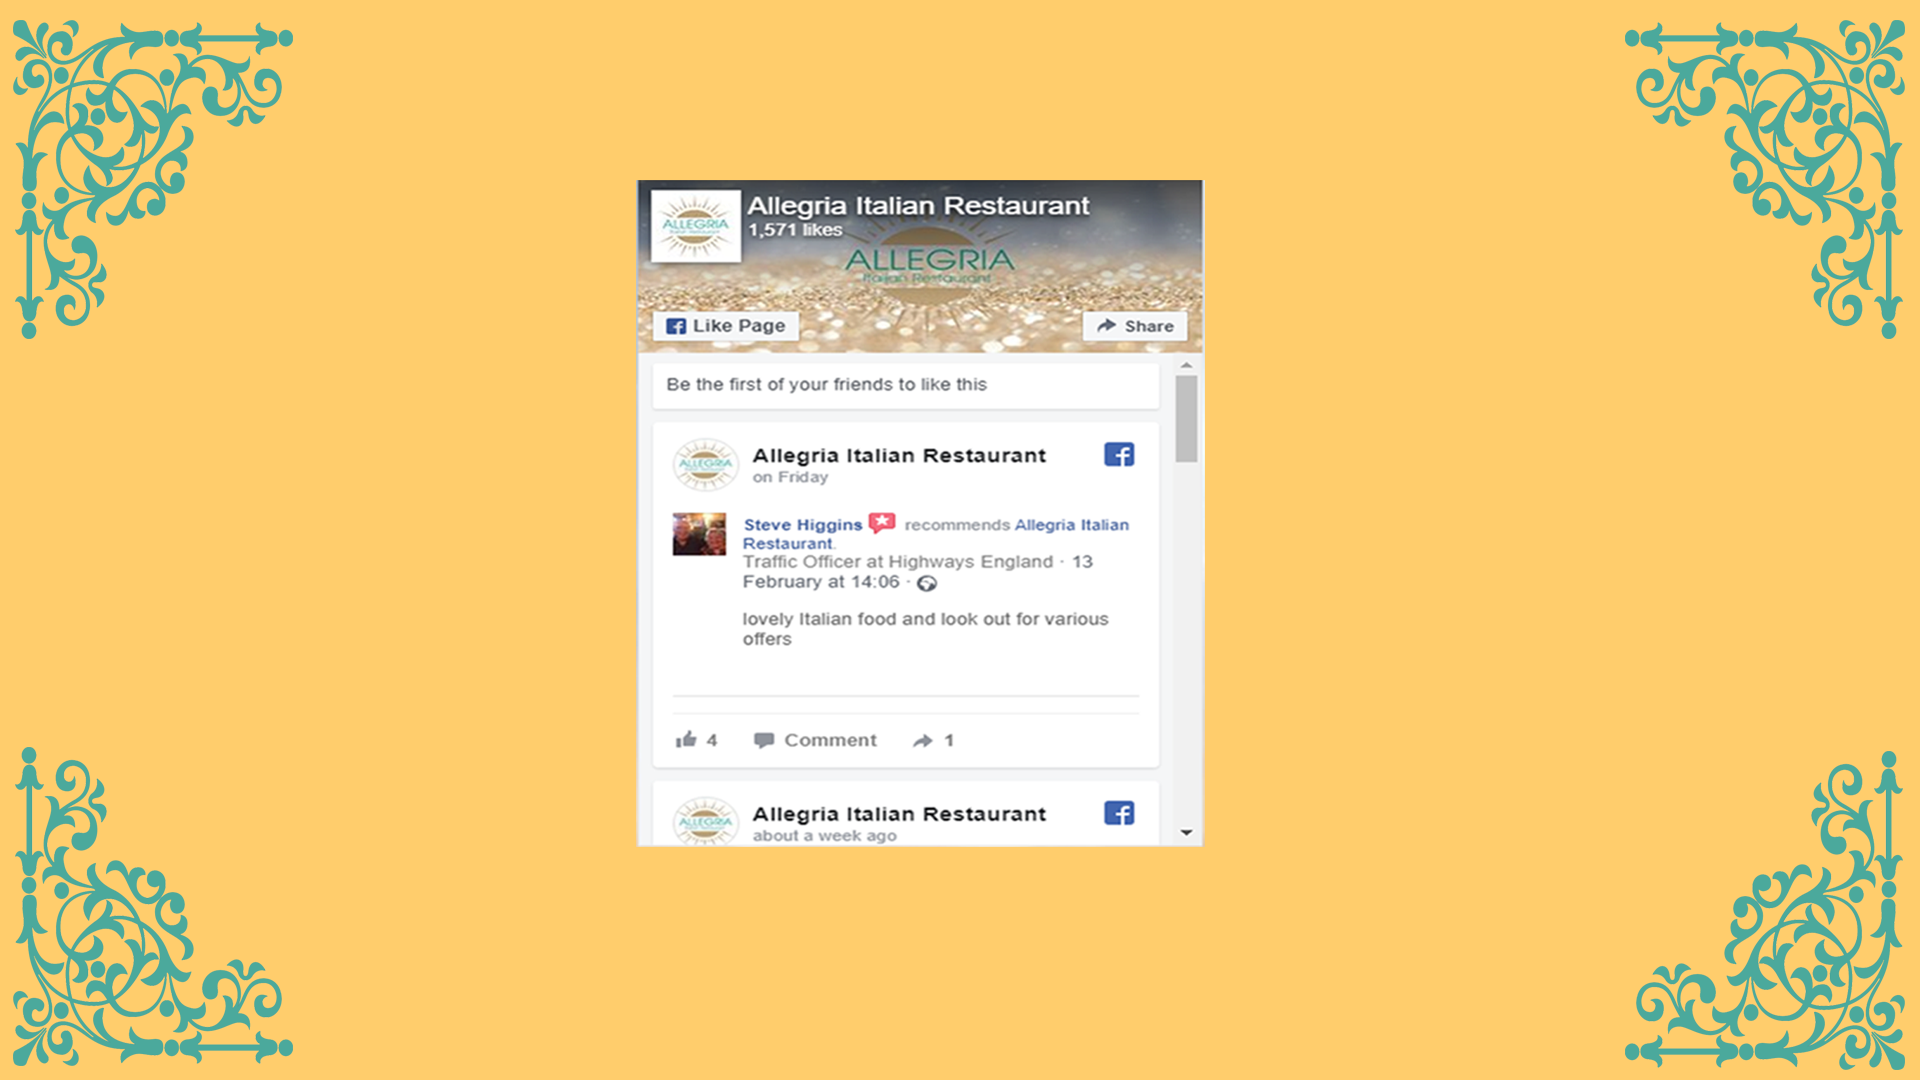 Allegria Italian Restaurant
1,571 likes
ALLEGRIA
ALLEGRIA
Italian Restaurant
Like Page
Share
Be the first of your friends to like this
Allegria Italian Restaurant
on Friday
ALLEGRIA
Steve Higgins recommends Allegria Italian
Restaurant.
Traffic Officer at Highways England · 13
February at 14:06 ·
lovely Italian food and look out for various
offers
4 Comment 1
Allegria Italian Restaurant
about a week ago
ALLEGRIA